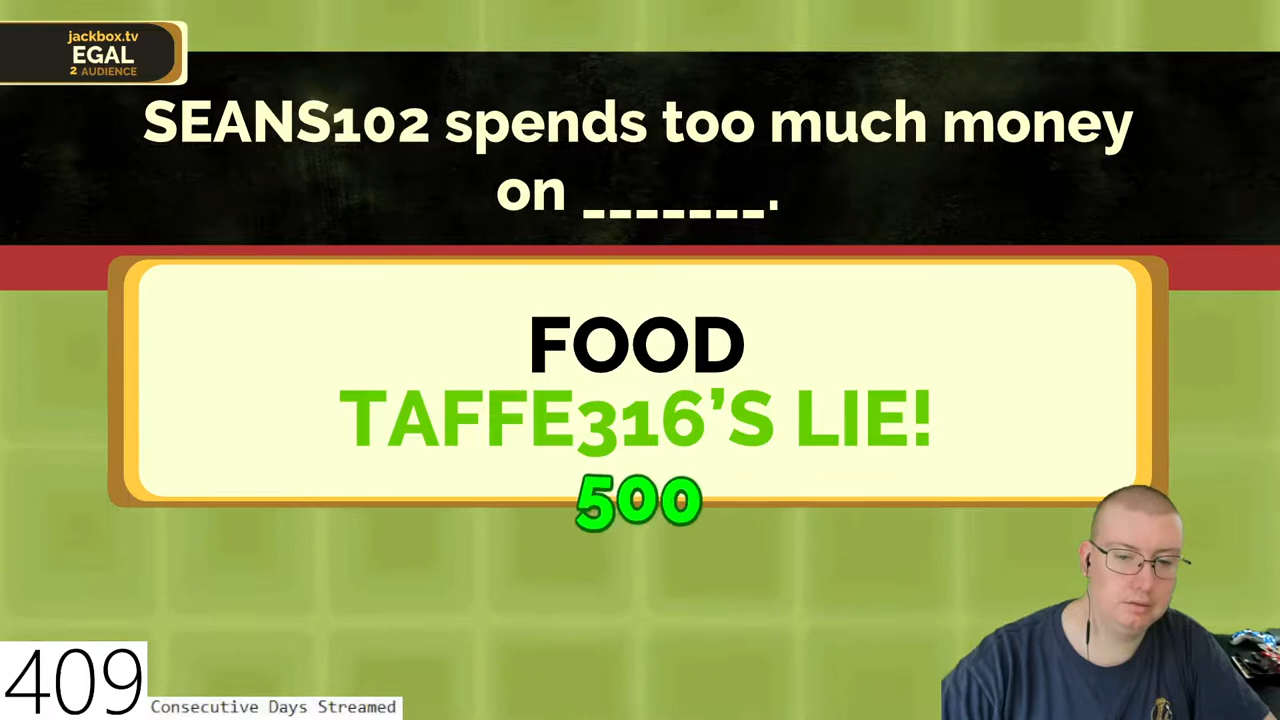 jackbox.tv
EGAL
2 AUDIENCE
SEANS102 spends too much money
on _______.
FOOD
TAFFE316’S LIE!
500
409
Consecutive Days Streamed